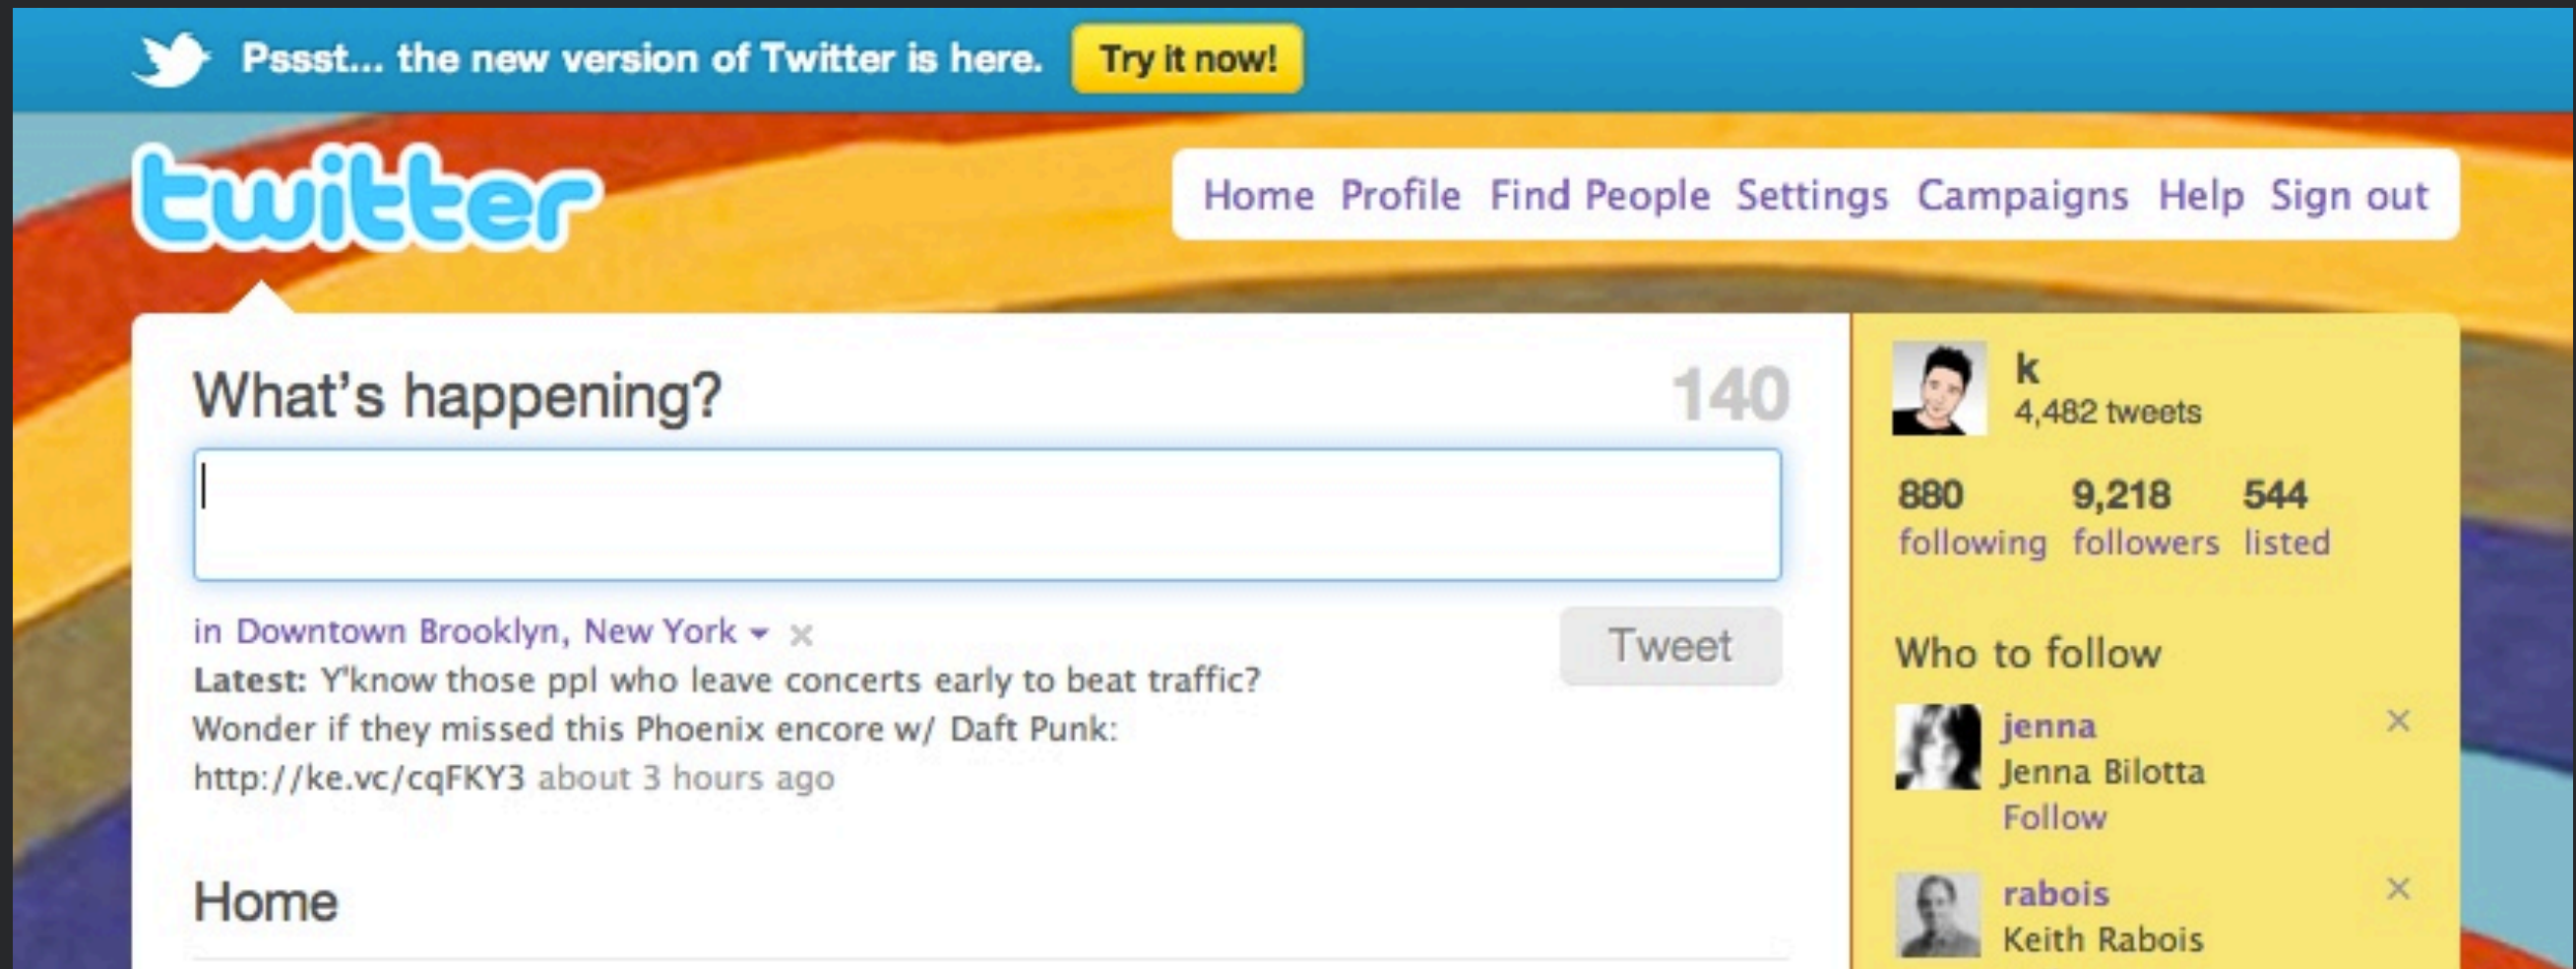 Pssst... the new version of Twitter is here. Try it now!
twitter
Home Profile Find People Settings Campaigns Help Sign out
What's happening? 140
in Downtown Brooklyn, New York
Tweet
Latest: Y'know those ppl who leave concerts early to beat traffic?
Wonder if they missed this Phoenix encore w/ Daft Punk:
http://ke.vc/cqFKY3 about 3 hours ago
Home
k
4,482 tweets
880 9,218 544
following followers listed
Who to follow
jenna
Jenna Bilotta
Follow
rabois
Keith Rabois